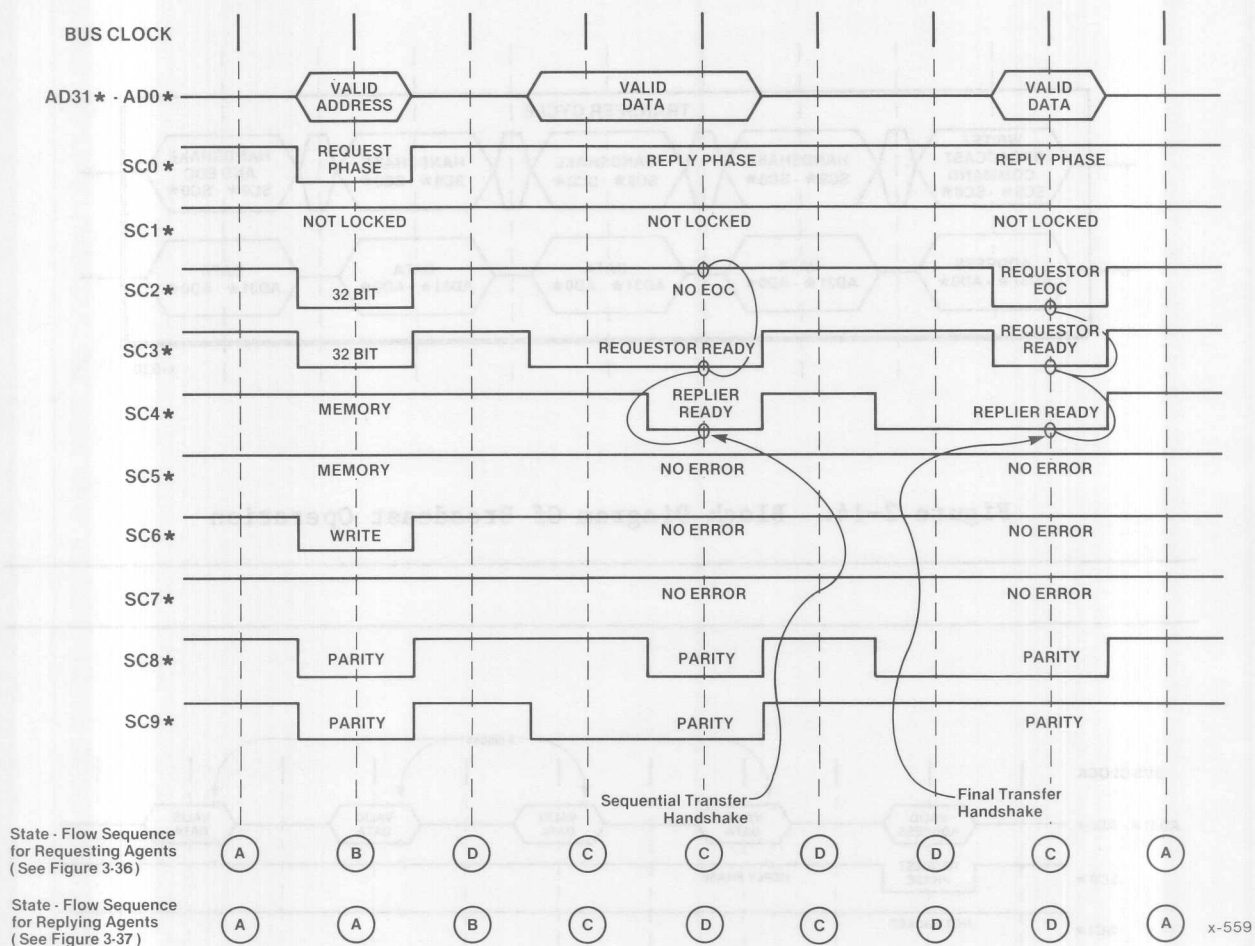 BUS CLOCK
AD31* - AD0*
VALID
ADDRESS
VALID
DATA
VALID
DATA
SC0*
REQUEST
PHASE
REPLY PHASE
REPLY PHASE
SC1*
NOT LOCKED
NOT LOCKED
NOT LOCKED
SC2*
32 BIT
NO EOC
REQUESTOR
EOC
SC3*
32 BIT
REQUESTOR READY
REQUESTOR
READY
SC4*
MEMORY
REPLIER
READY
REPLIER READY
SC5*
MEMORY
NO ERROR
NO ERROR
SC6*
WRITE
NO ERROR
NO ERROR
SC7*
NO ERROR
NO ERROR
SC8*
PARITY
PARITY
PARITY
SC9*
PARITY
PARITY
PARITY
Sequential Transfer
Handshake
Final Transfer
Handshake
State - Flow Sequence
for Requesting Agents
(See Figure 3-36)
A B D C C D D C A
State - Flow Sequence
for Replying Agents
(See Figure 3-37)
A A B C D C D D A
x-559